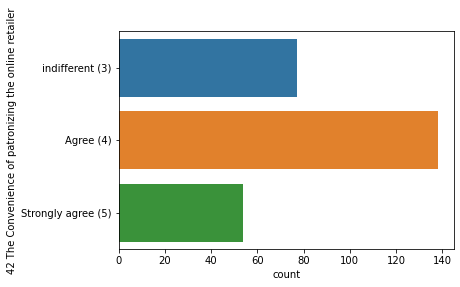 42 The Convenience of patronizing the online retailer
indifferent (3)
Agree (4)
Strongly agree (5)
0 20 40 60 80 100 120 140
count